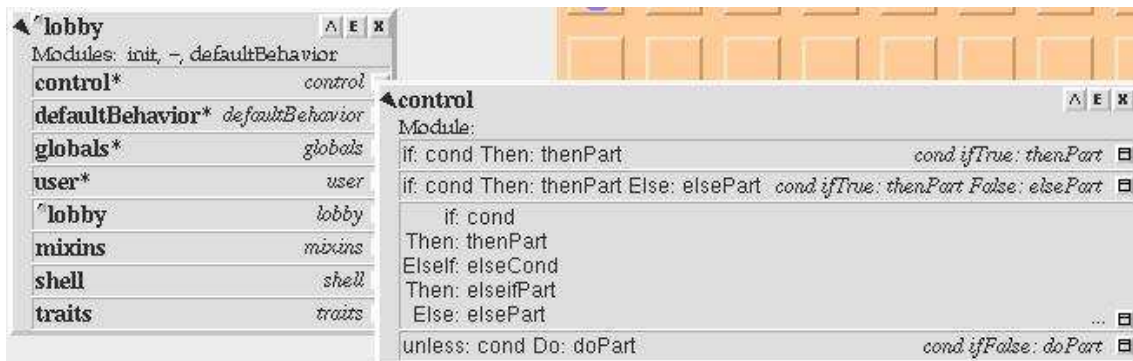 lobby
Modules: init, -, defaultBehavior
control* control
defaultBehavior* defaultBehavior
globals* globals
user* user
lobby lobby
mixins mixins
shell shell
traits traits
control
Module:
if: cond Then: thenPart cond ifTrue: thenPart
if: cond Then: thenPart Else: elsePart cond ifTrue: thenPart False: elsePart
if: cond
Then: thenPart
ElseIf: elseCond
Then: elseifPart
Else: elsePart
...
unless: cond Do: doPart cond ifFalse: doPart